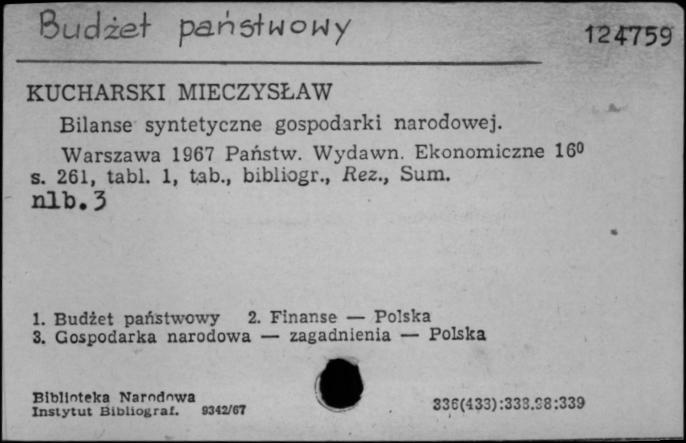 Budżet państwowy
124759
KUCHARSKI MIECZYSŁAW
Bilanse syntetyczne gospodarki narodowej.
Warszawa 1967 Państw. Wydawn. Ekonomiczne 16⁰
s. 261, tabl. 1, tab., bibliogr., Rez., Sum.
nlb. 3
1. Budżet państwowy 2. Finanse — Polska
3. Gospodarka narodowa — zagadnienia — Polska
Biblioteka Narodowa
Instytut Bibliograf. 9342/67
336(433):338.98:339